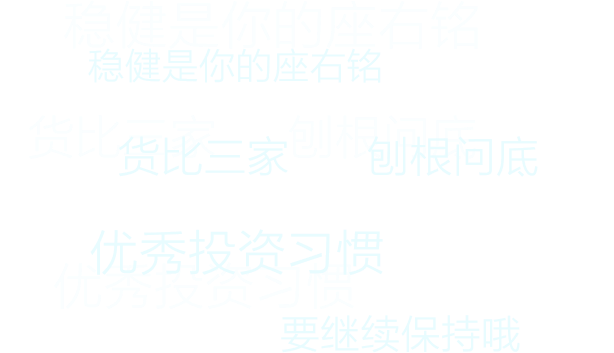 稳健是你的座右铭
稳健是你的座右铭
货比三家 刨根问底
货比三家 刨根问底
优秀投资习惯
优秀投资习惯
要继续保持哦